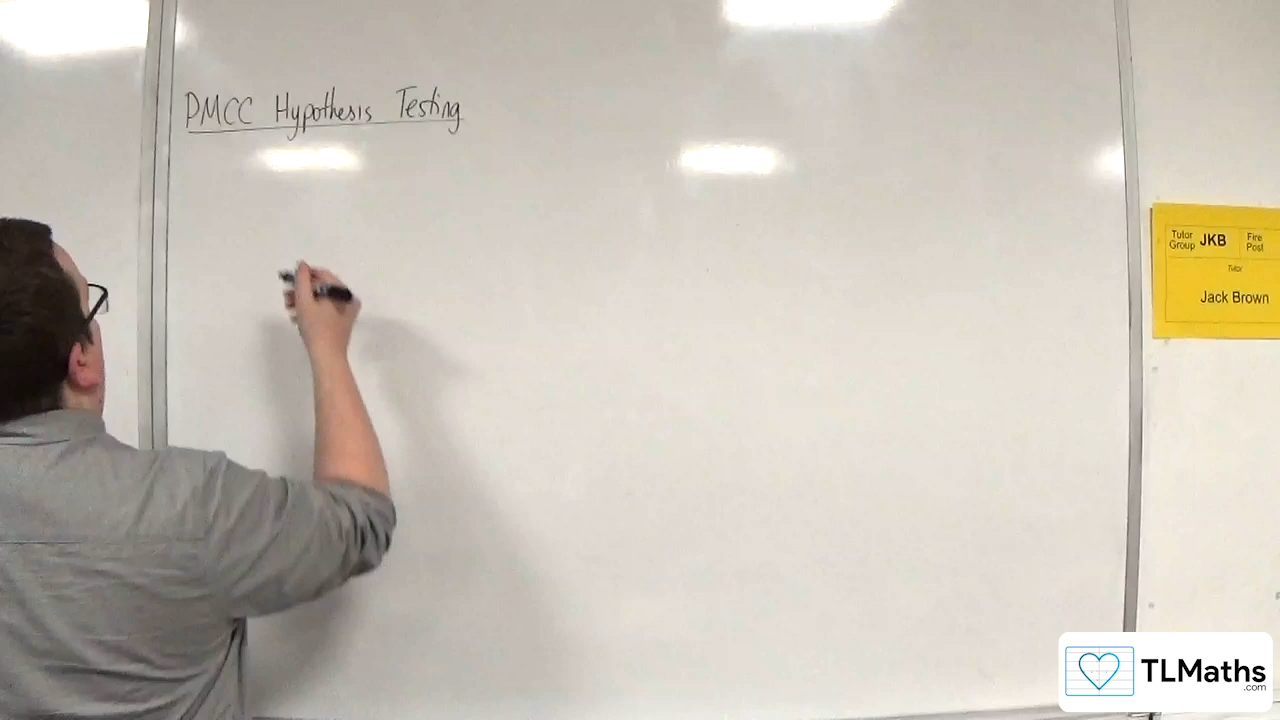 PMCC Hypothesis Testing
Tutor Group JKB Fire Post
Tutor
Jack Brown
TLMaths
.com